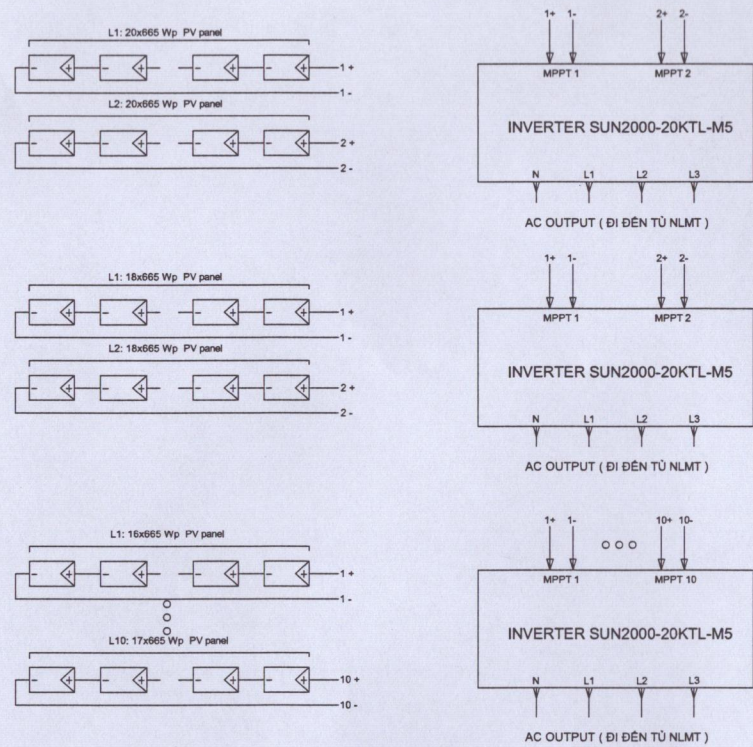 L1: 20x665 Wp PV panel
1 +
1 -
L2: 20x665 Wp PV panel
2 +
2 -
1+ 1- 2+ 2-
MPPT 1 MPPT 2
INVERTER SUN2000-20KTL-M5
N L1 L2 L3
AC OUTPUT ( ĐI ĐẾN TỦ NLMT )
L1: 18x665 Wp PV panel
1 +
1 -
L2: 18x665 Wp PV panel
2 +
2 -
1+ 1- 2+ 2-
MPPT 1 MPPT 2
INVERTER SUN2000-20KTL-M5
N L1 L2 L3
AC OUTPUT ( ĐI ĐẾN TỦ NLMT )
L1: 16x665 Wp PV panel
1 +
1 -
L10: 17x665 Wp PV panel
10 +
10 -
1+ 1- 10+ 10-
MPPT 1 MPPT 10
INVERTER SUN2000-20KTL-M5
N L1 L2 L3
AC OUTPUT ( ĐI ĐẾN TỦ NLMT )